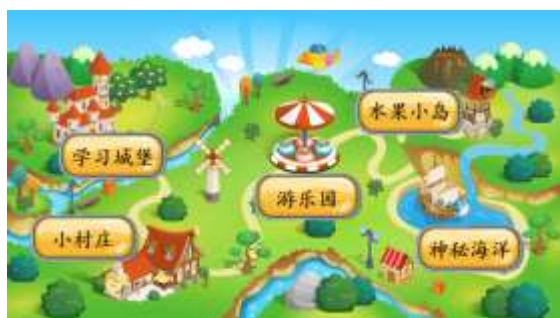 水果小岛
学习城堡
游乐园
小村庄
神秘海洋